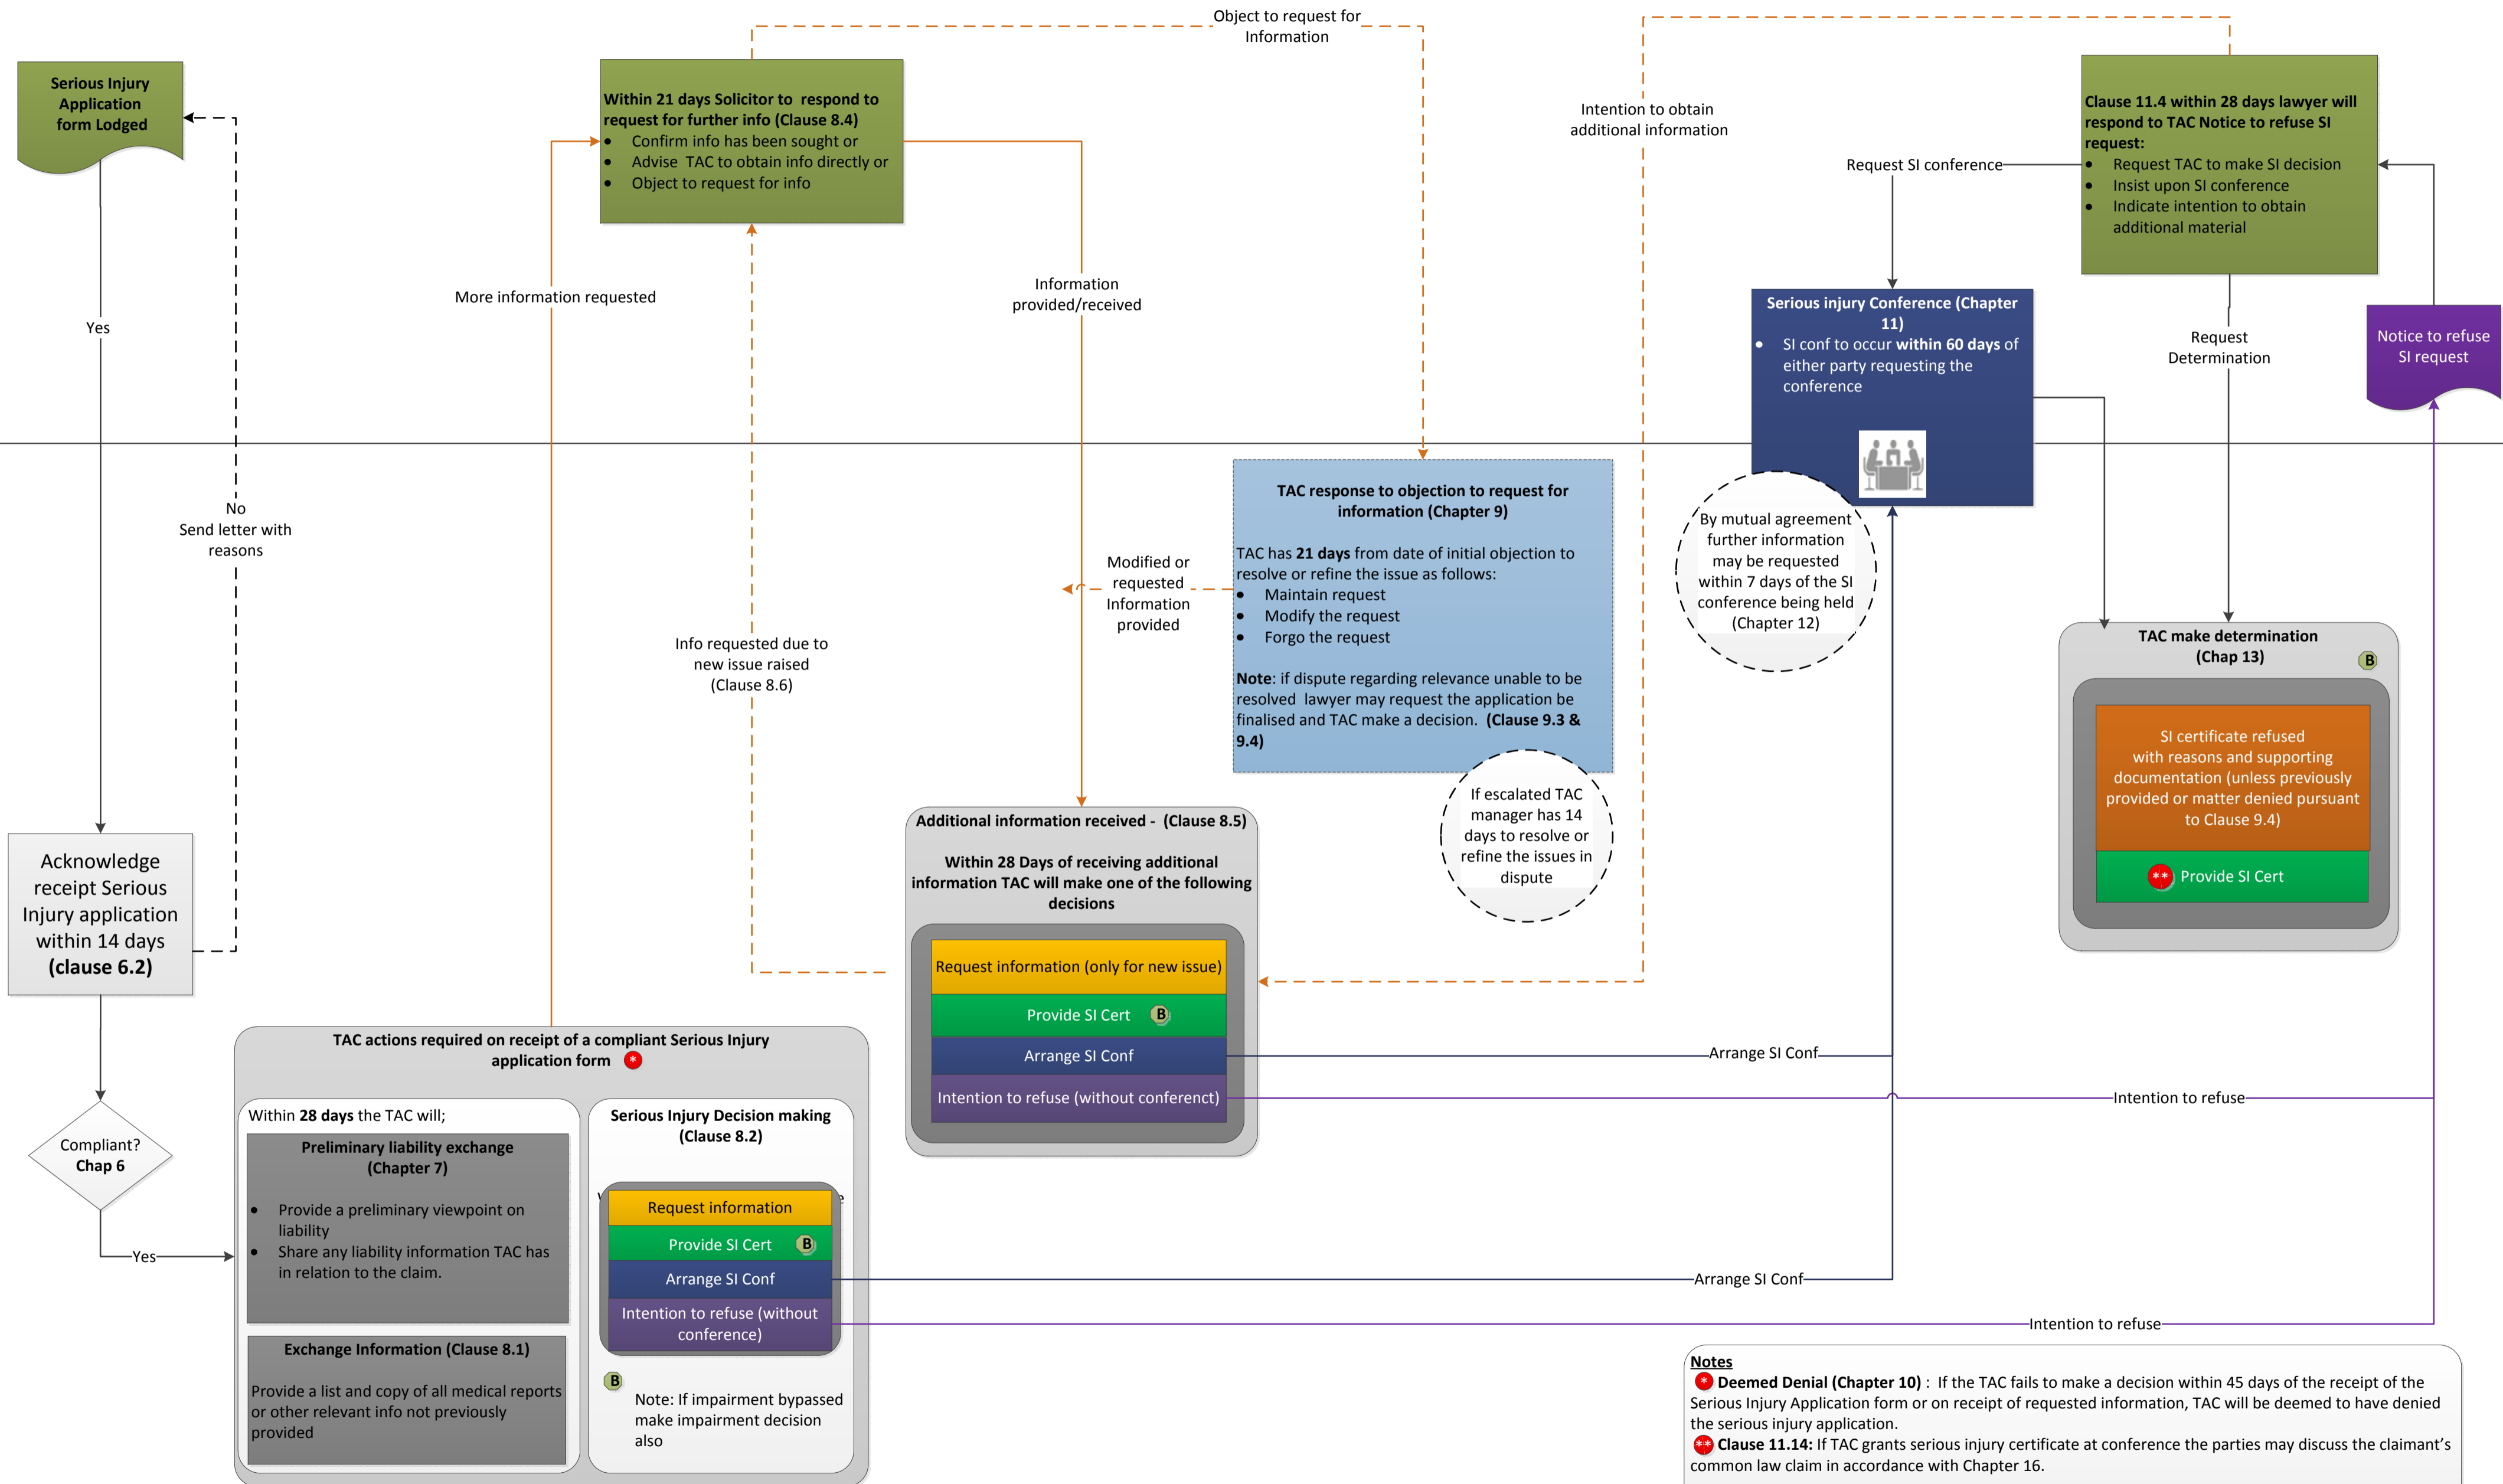 Object to request for
Information
Serious Injury
Application
form Lodged
Within 21 days Solicitor to respond to
request for further info (Clause 8.4)
• Confirm info has been sought or
• Advise TAC to obtain info directly or
• Object to request for info
Intention to obtain
additional information
Clause 11.4 within 28 days lawyer will
respond to TAC Notice to refuse SI
request:
• Request TAC to make SI decision
• Insist upon SI conference
• Indicate intention to obtain
additional material
Request SI conference
More information requested
Information
provided/received
Yes
Serious injury Conference (Chapter
11)
• SI conf to occur within 60 days of
either party requesting the
conference
Request
Determination
Notice to refuse
SI request
No
Send letter with
reasons
TAC response to objection to request for
information (Chapter 9)
TAC has 21 days from date of initial objection to
resolve or refine the issue as follows:
• Maintain request
• Modify the request
• Forgo the request
Note: if dispute regarding relevance unable to be
resolved lawyer may request the application be
finalised and TAC make a decision. (Clause 9.3 &
9.4)
Modified or
requested
Information
provided
By mutual agreement
further information
may be requested
within 7 days of the SI
conference being held
(Chapter 12)
Info requested due to
new issue raised
(Clause 8.6)
TAC make determination
(Chap 13)
B
SI certificate refused
with reasons and supporting
documentation (unless previously
provided or matter denied pursuant
to Clause 9.4)
** Provide SI Cert
If escalated TAC
manager has 14
days to resolve or
refine the issues in
dispute
Acknowledge
receipt Serious
Injury application
within 14 days
(clause 6.2)
Additional information received - (Clause 8.5)
Within 28 Days of receiving additional
information TAC will make one of the following
decisions
Request information (only for new issue)
Provide SI Cert B
Arrange SI Conf
Intention to refuse (without conferenct)
Arrange SI Conf
Intention to refuse
Compliant?
Chap 6
Yes
TAC actions required on receipt of a compliant Serious Injury
application form *
Within 28 days the TAC will;
Preliminary liability exchange
(Chapter 7)
• Provide a preliminary viewpoint on
liability
• Share any liability information TAC has
in relation to the claim.
Exchange Information (Clause 8.1)
Provide a list and copy of all medical reports
or other relevant info not previously
provided
Serious Injury Decision making
(Clause 8.2)
Request information
Provide SI Cert B
Arrange SI Conf
Intention to refuse (without
conference)
B
Note: If impairment bypassed
make impairment decision
also
Arrange SI Conf
Intention to refuse
Notes
* Deemed Denial (Chapter 10) : If the TAC fails to make a decision within 45 days of the receipt of the
Serious Injury Application form or on receipt of requested information, TAC will be deemed to have denied
the serious injury application.
** Clause 11.14: If TAC grants serious injury certificate at conference the parties may discuss the claimant’s
common law claim in accordance with Chapter 16.